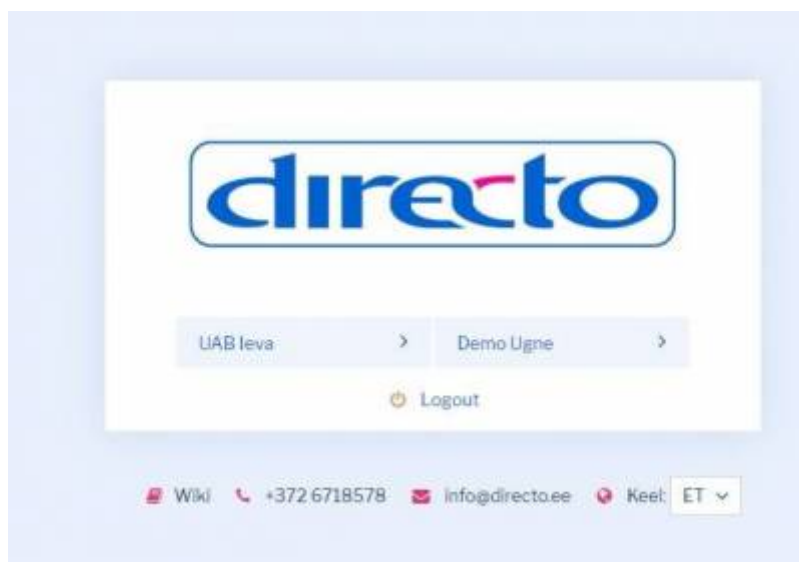 directo
UAB Ieva > Demo Ugne >
Logout
Wiki +372 6718578 info@directo.ee Keel: ET